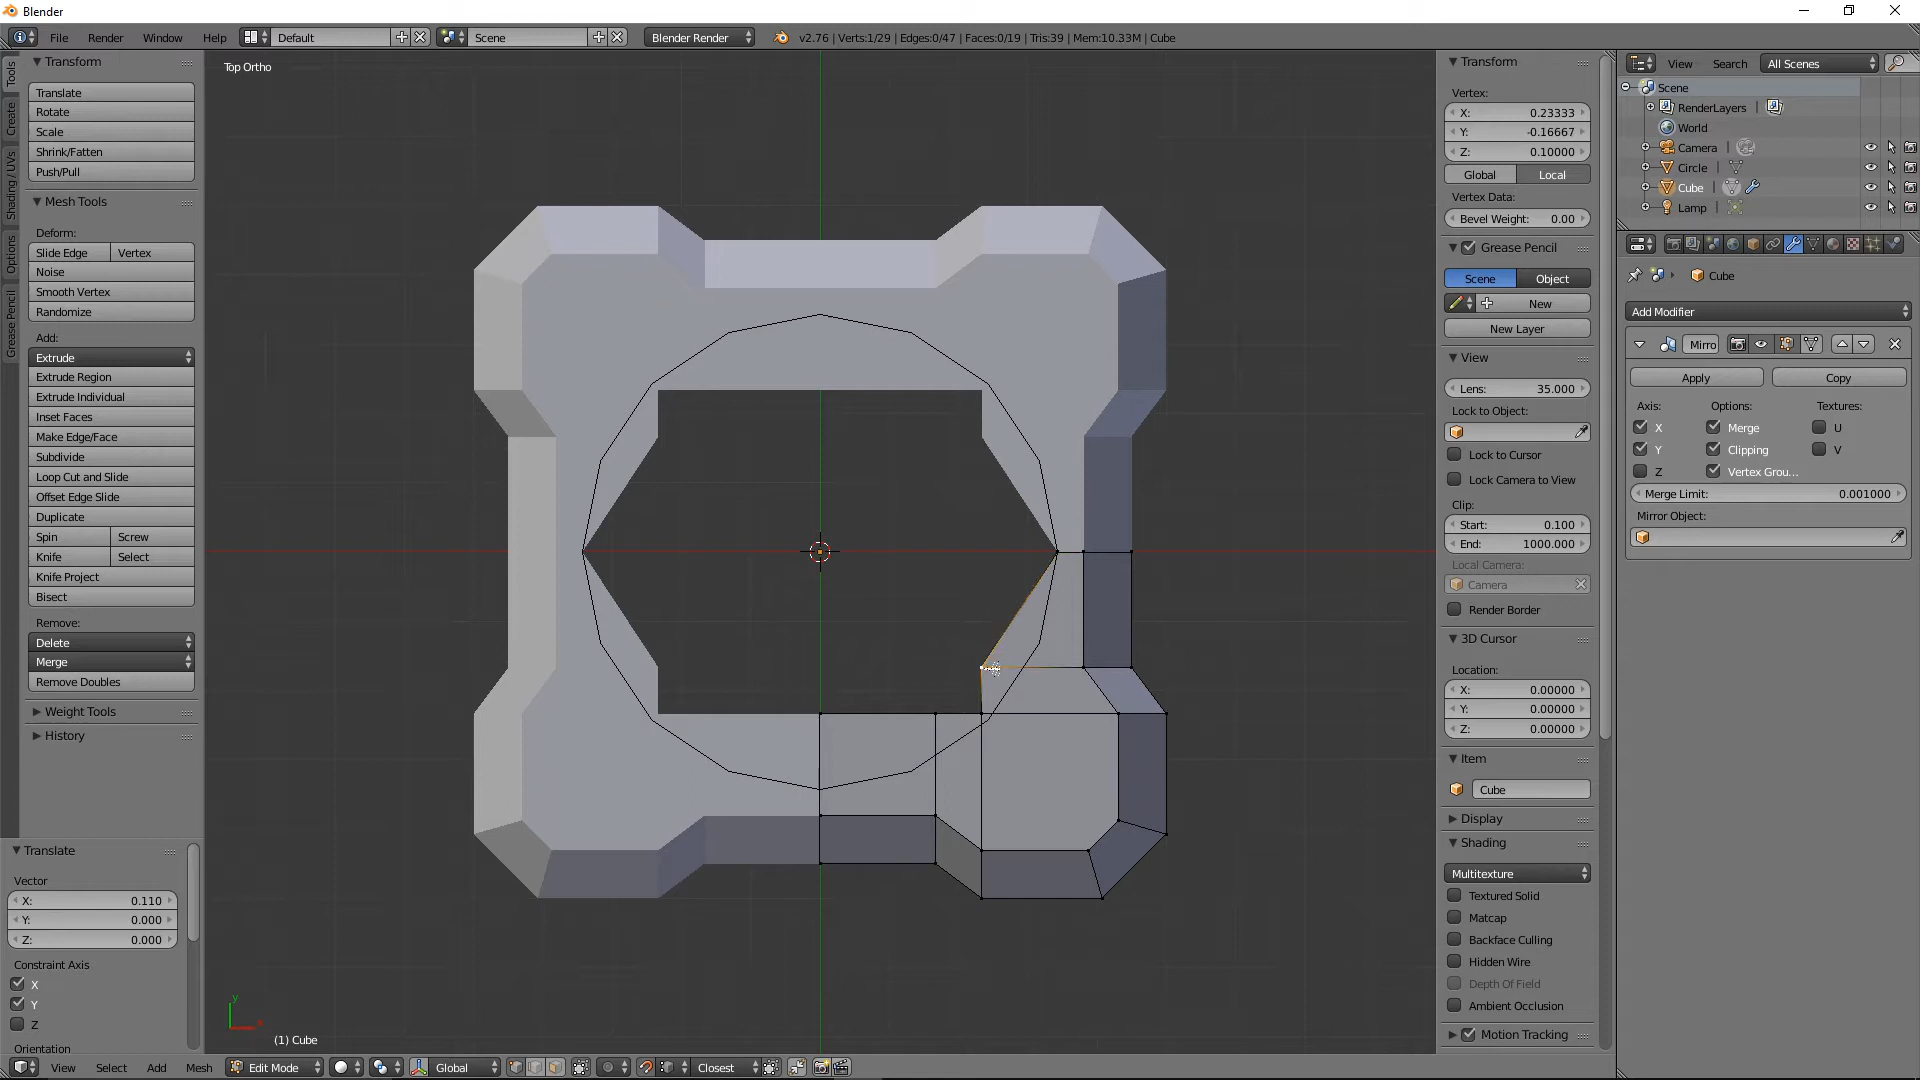 Blender
File Render Window Help Default Scene Blender Render v2.76 | Verts:1/29 | Edges:0/47 | Faces:0/19 | Tris:39 | Mem:10.33M | Cube
Tools
Create
Shading / UVs
Options
Grease Pencil
Transform
Translate
Rotate
Scale
Shrink/Fatten
Push/Pull
Mesh Tools
Deform:
Slide Edge Vertex
Noise
Smooth Vertex
Randomize
Add:
Extrude
Extrude Region
Extrude Individual
Inset Faces
Make Edge/Face
Subdivide
Loop Cut and Slide
Offset Edge Slide
Duplicate
Spin Screw
Knife Select
Knife Project
Bisect
Remove:
Delete
Merge
Remove Doubles
Weight Tools
History
Translate
Vector
X: 0.110
Y: 0.000
Z: 0.000
Constraint Axis
X
Y
Z
Orientation
Top Ortho
y
(1) Cube
View Select Add Mesh Edit Mode Global Closest
Transform
Vertex:
X: 0.23333
Y: -0.16667
Z: 0.10000
Global Local
Vertex Data:
Bevel Weight: 0.00
Grease Pencil
Scene Object
New
New Layer
View
Lens: 35.000
Lock to Object:
Lock to Cursor
Lock Camera to View
Clip:
Start: 0.100
End: 1000.000
Local Camera:
Camera
Render Border
3D Cursor
Location:
X: 0.00000
Y: 0.00000
Z: 0.00000
Item
Cube
Display
Shading
Multitexture
Textured Solid
Matcap
Backface Culling
Hidden Wire
Depth Of Field
Ambient Occlusion
Motion Tracking
View Search All Scenes
Scene
RenderLayers |
World
Camera |
Circle |
Cube |
Lamp |
Cube
Add Modifier
Mirro
Apply Copy
Axis: Options: Textures:
X Merge U
Y Clipping V
Z Vertex Grou...
Merge Limit: 0.001000
Mirror Object: